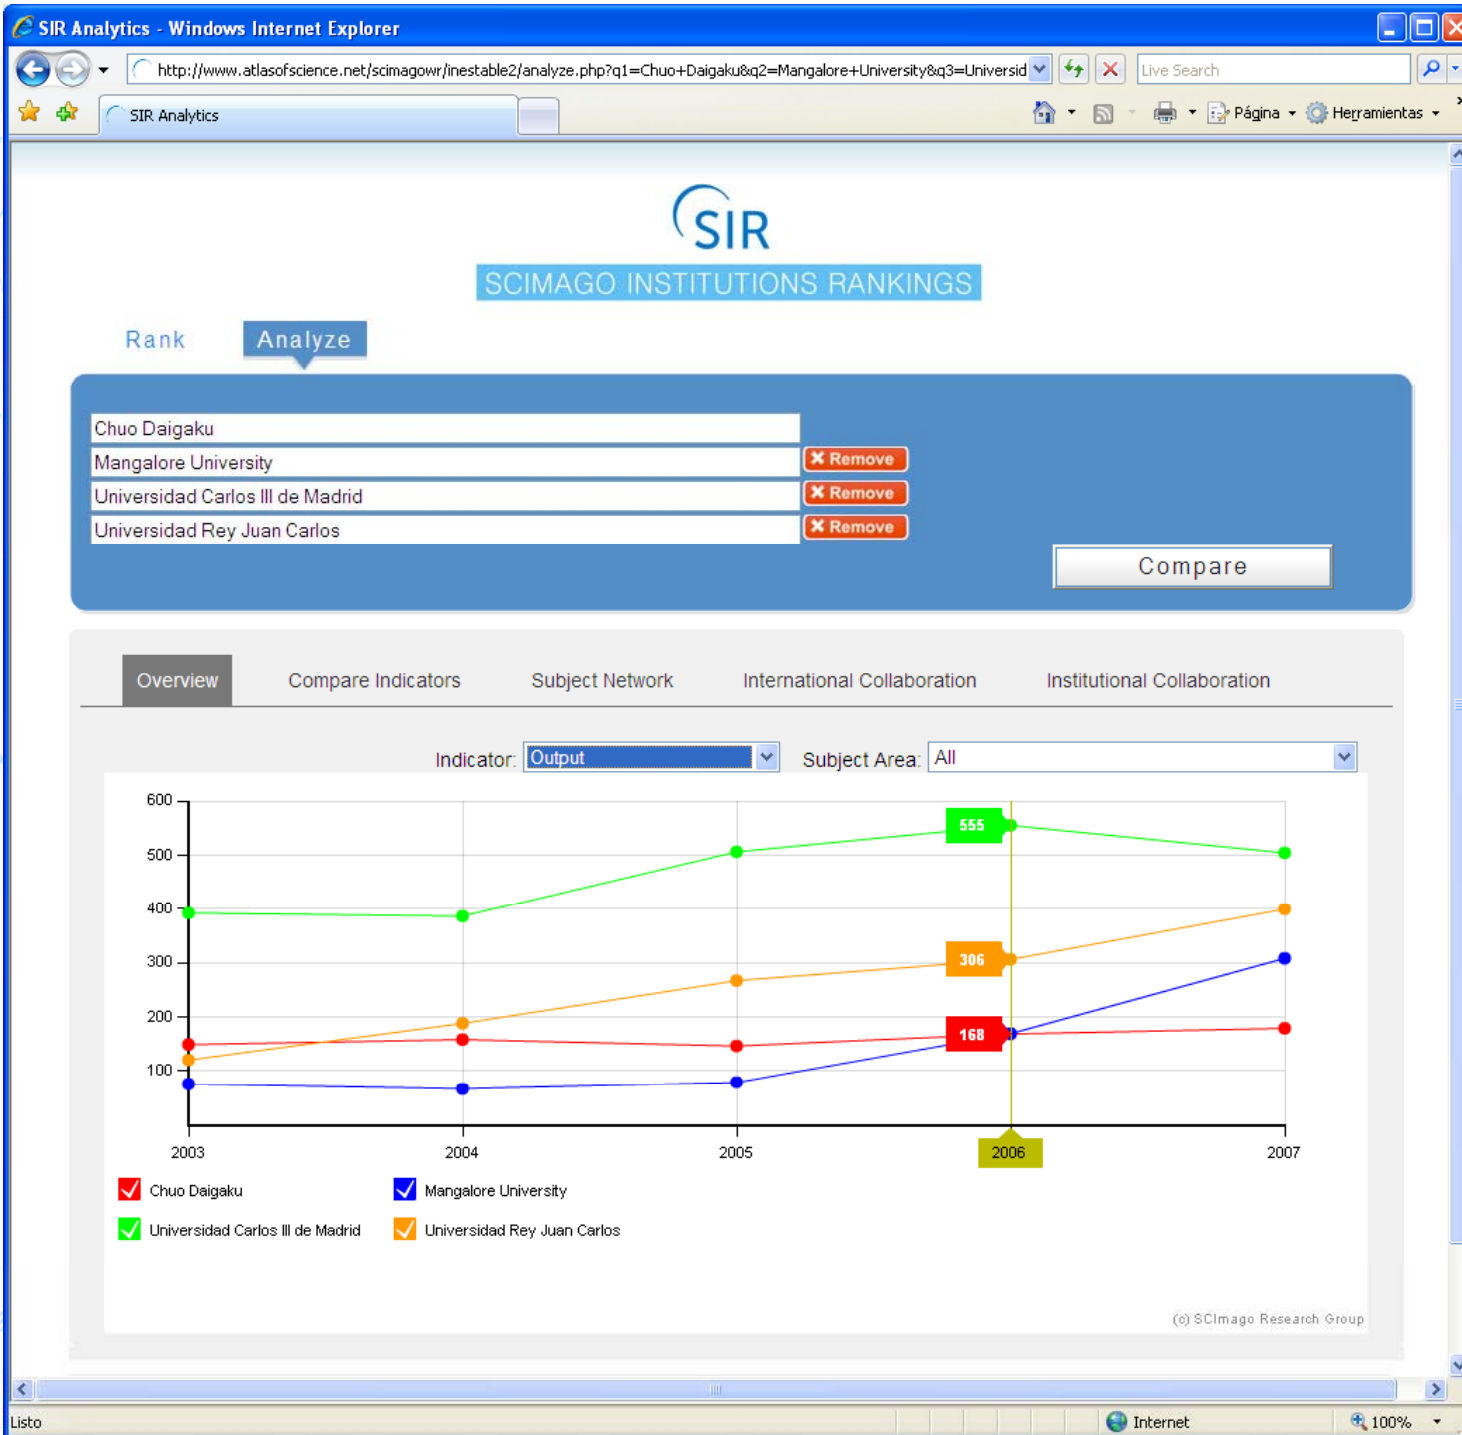 SIR Analytics - Windows Internet Explorer
http://www.atlasofscience.net/scimagowr/inestable2/analyze.php?q1=Chuo+Daigaku&q2=Mangalore+University&q3=Universid
Live Search
SIR Analytics
Página
Herramientas
SIR
SCIMAGO INSTITUTIONS RANKINGS
Rank
Analyze
Chuo Daigaku
Mangalore University
Remove
Universidad Carlos III de Madrid
Remove
Universidad Rey Juan Carlos
Remove
Compare
Overview
Compare Indicators
Subject Network
International Collaboration
Institutional Collaboration
Indicator: Output
Subject Area: All
600
500
400
300
200
100
555
306
168
2003
2004
2005
2006
2007
Chuo Daigaku
Mangalore University
Universidad Carlos III de Madrid
Universidad Rey Juan Carlos
(c) SCImago Research Group
Listo
Internet
100%